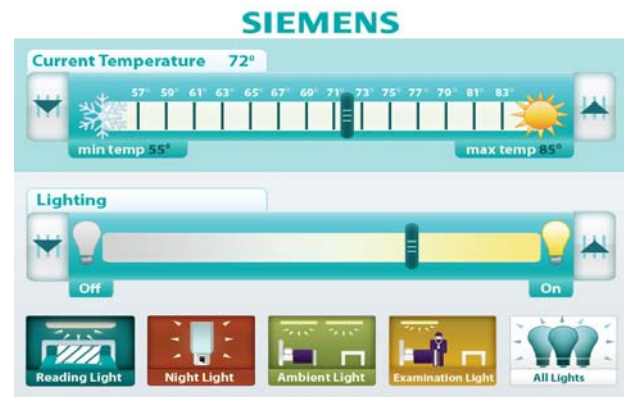 SIEMENS
Current Temperature 72°
57° 59° 61° 63° 65° 67° 69° 71° 73° 75° 77° 79° 81° 83°
min temp 55° max temp 85°
Lighting
Off On
Reading Light Night Light Ambient Light Examination Light All Lights